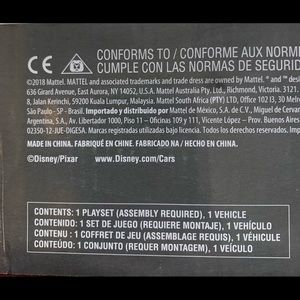 CONFORMS TO / CONFORME AUX NORME
CUMPLE CON LAS NORMAS DE SEGURID
©2018 Mattel. MATTEL and associated trademarks and trade dress are owned by Mattel. ® and ™ desig
636 Girard Avenue, East Aurora, NY 14052, U.S.A. Mattel Australia Pty. Ltd., Richmond, Victoria. 3121.
8, Jalan Kerinchi, 59200 Kuala Lumpur, Malaysia. Mattel South Africa (PTY) LTD, Office 102 I3, 30 Melro
São Paulo - SP - Brasil. Importado y distribuido por: Mattel de México, S.A. de C.V., Miguel de Cervan
Argentina, S.A., Av. Libertador 1000, Piso 11 – Oficinas 109 y 111, Vicente López – Prov. Buenos Aires
02350-12-JUE-DIGESA. Marcas registradas utilizados bajo licencia. Todos los derechos reservados. Im
MADE IN CHINA. FABRIQUÉ EN CHINE. FABRICADO NA / HECHO EN CHINA.
©Disney/Pixar www.Disney.com/Cars
CONTENTS: 1 PLAYSET (ASSEMBLY REQUIRED), 1 VEHICLE
CONTENIDO: 1 SET DE JUEGO (REQUIERE MONTAJE), 1 VEHÍCULO
CONTENU : 1 COFFRET DE JEU (ASSEMBLAGE REQUIS), 1 VÉHICULE
CONTEÚDO: 1 CONJUNTO (REQUER MONTAGEM), 1 VEÍCULO